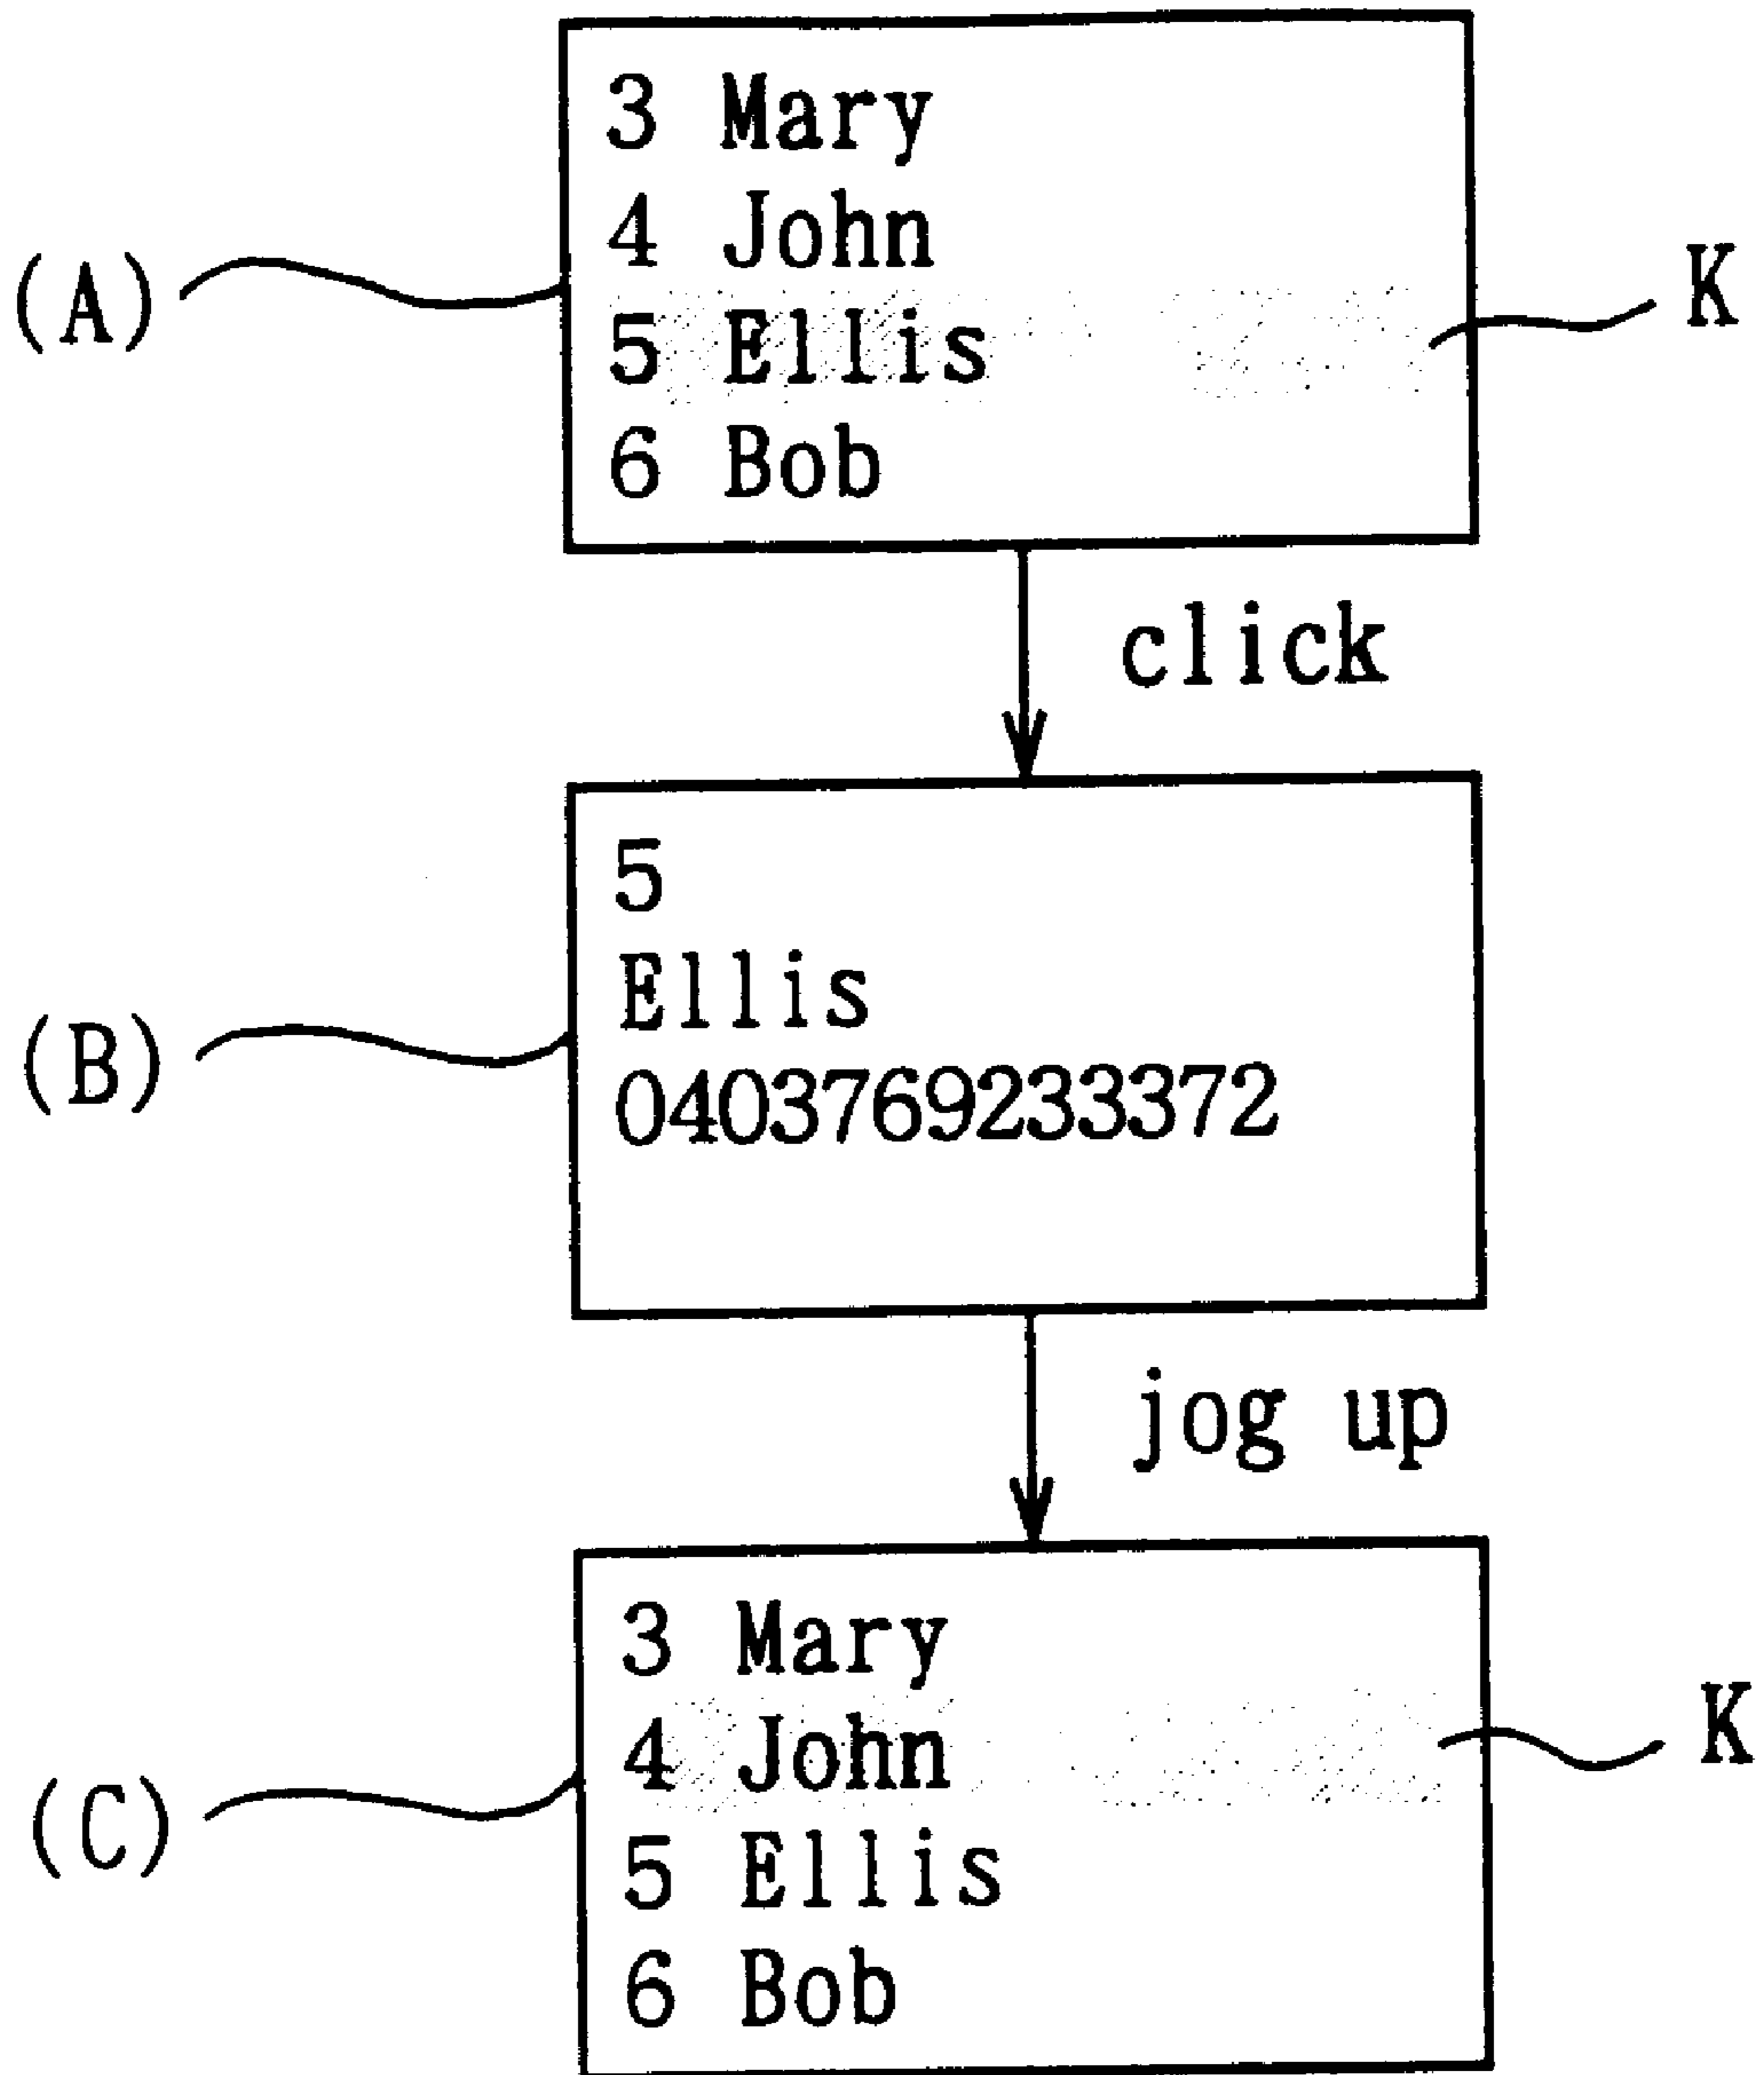 3 Mary
4 John
(A)
K
5 Ellis
6 Bob
click
5
Ellis
(B)
0403769233372
jog up
3 Mary
K
4 John
(C)
5 Ellis
6 Bob